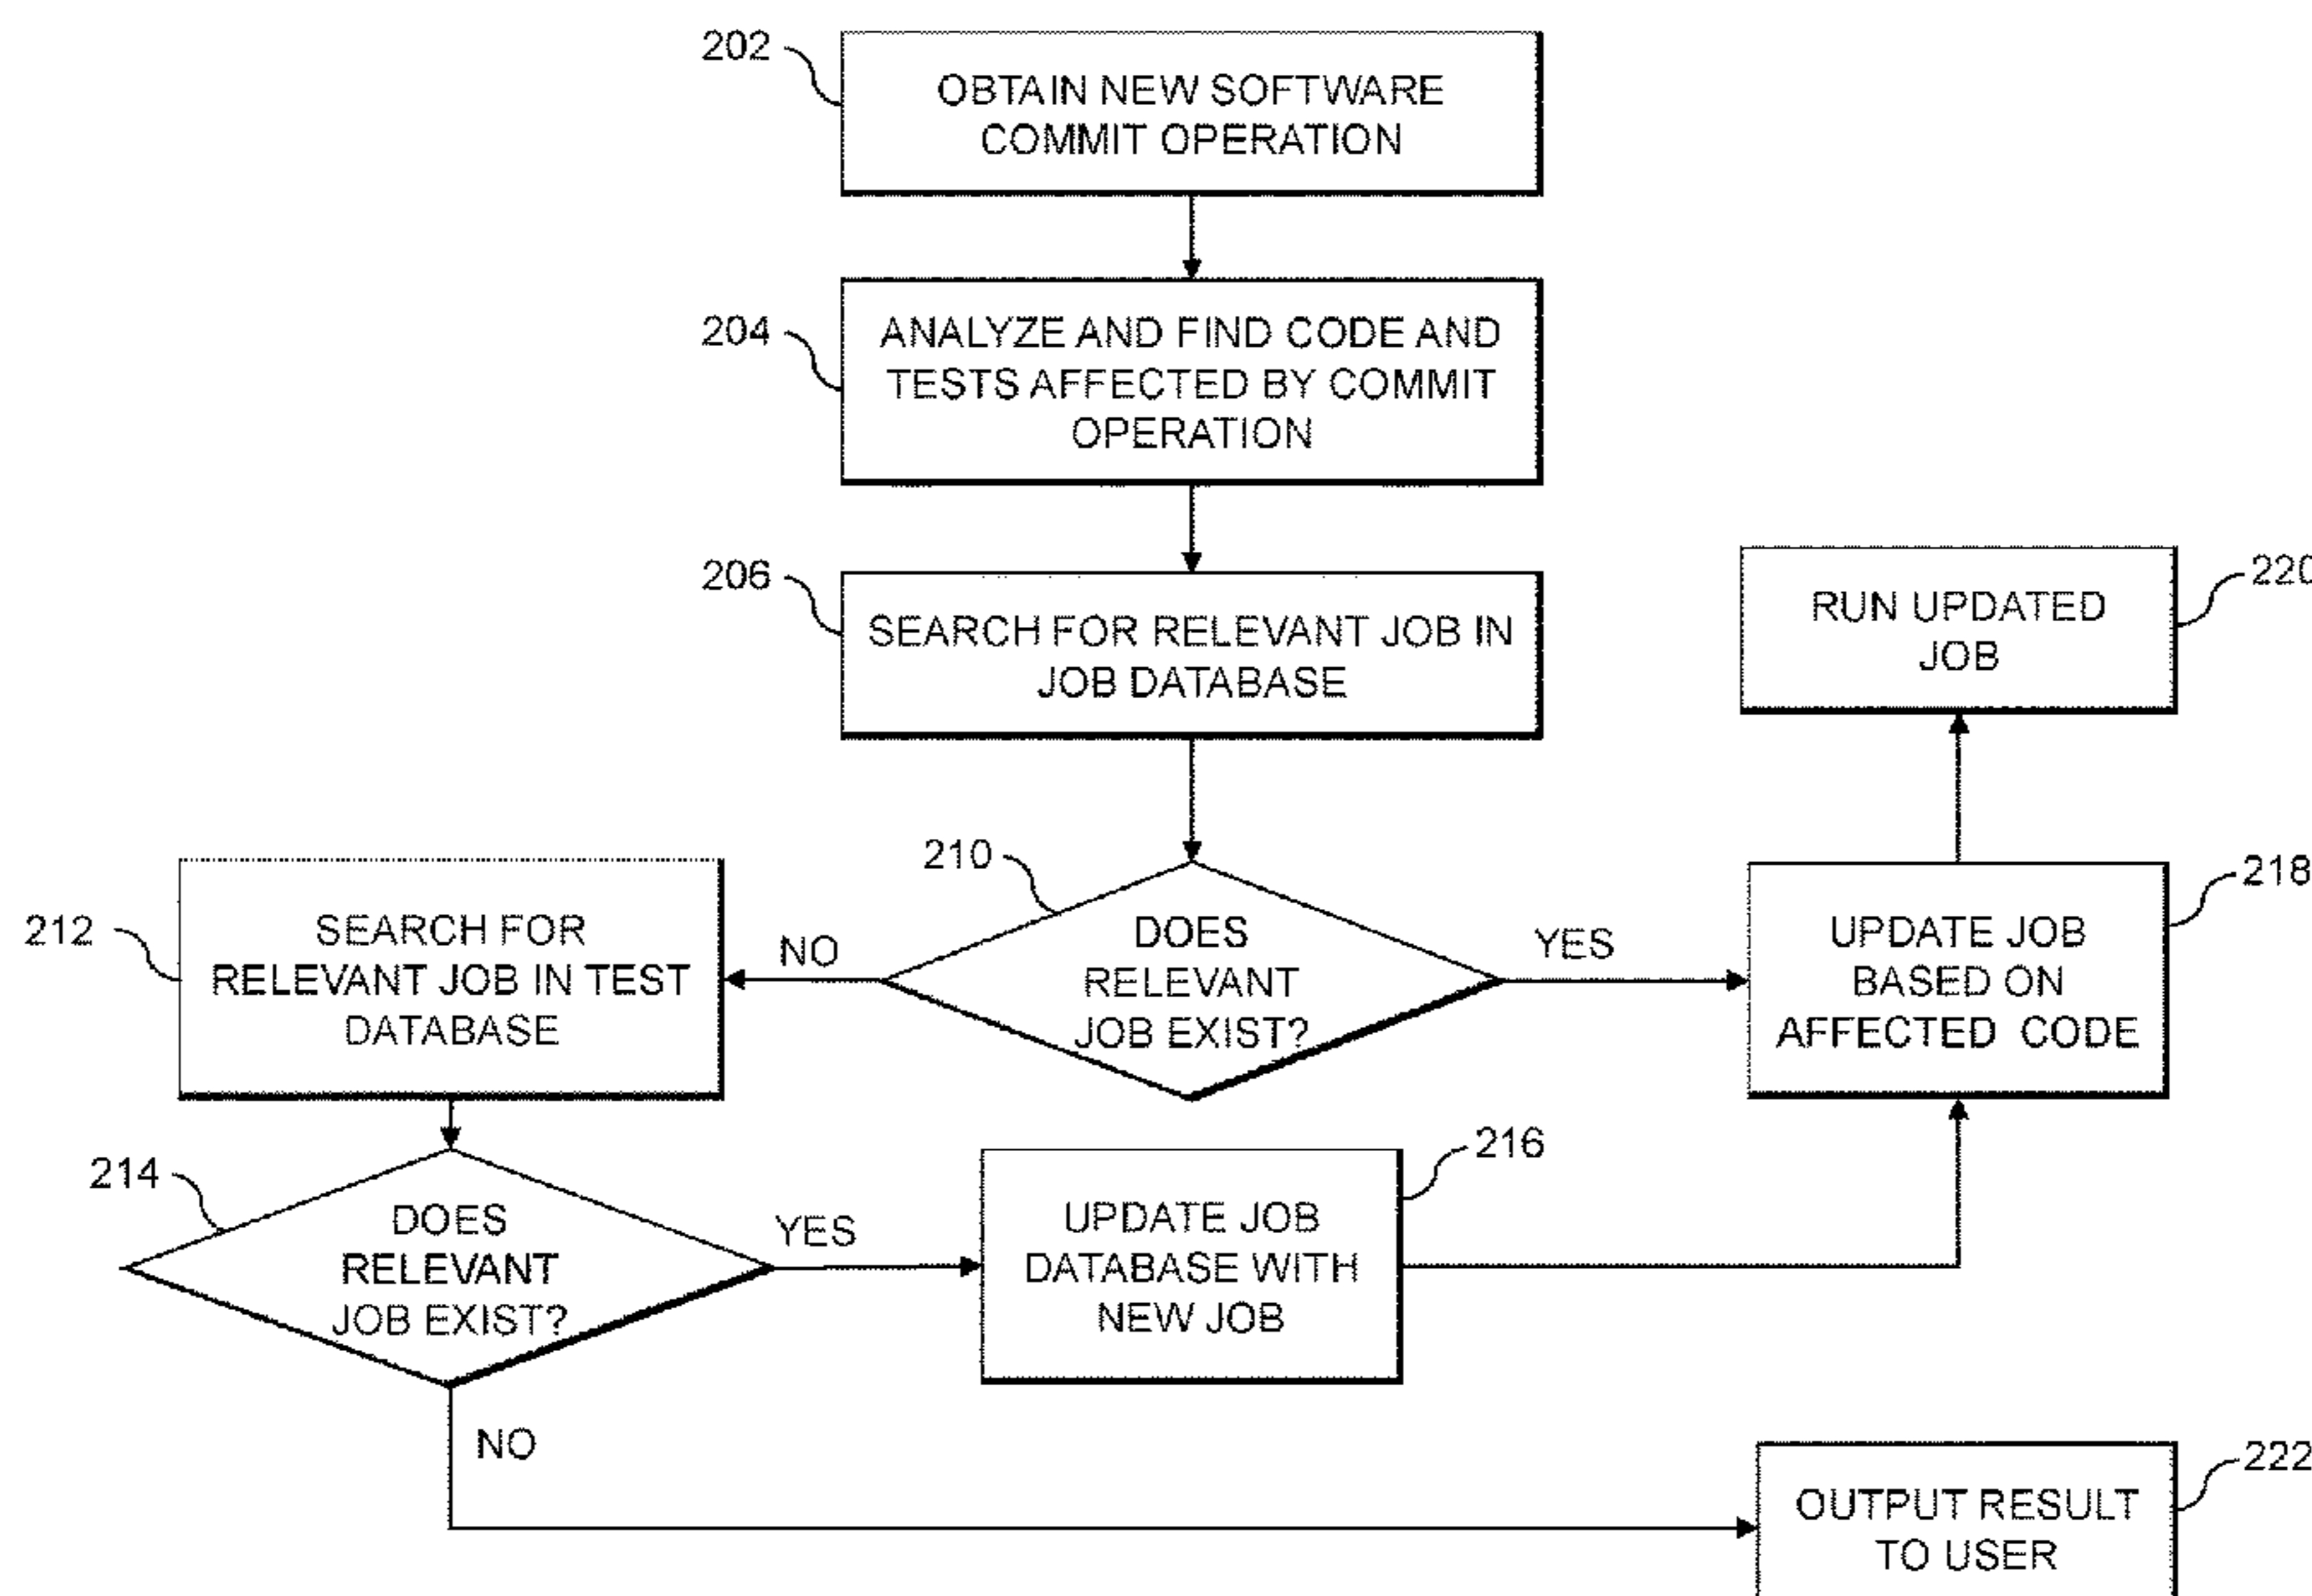 202
OBTAIN NEW SOFTWARE
COMMIT OPERATION
204
ANALYZE AND FIND CODE AND
TESTS AFFECTED BY COMMIT
OPERATION
206
SEARCH FOR RELEVANT JOB IN
JOB DATABASE
220
RUN UPDATED
JOB
210
DOES
RELEVANT
JOB EXIST?
NO
YES
212
SEARCH FOR
RELEVANT JOB IN TEST
DATABASE
218
UPDATE JOB
BASED ON
AFFECTED CODE
214
DOES
RELEVANT
JOB EXIST?
YES
NO
216
UPDATE JOB
DATABASE WITH
NEW JOB
222
OUTPUT RESULT
TO USER